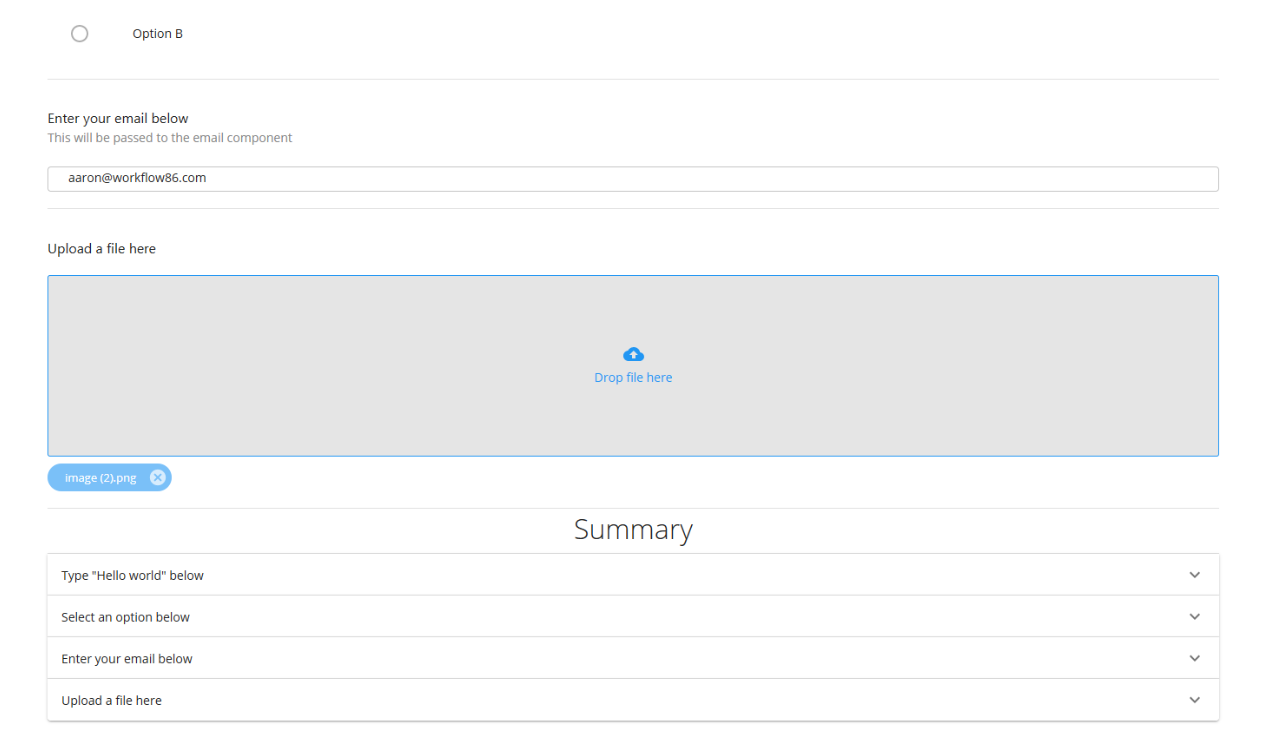 Option B
Enter your email below
This will be passed to the email component
aaron@workflow86.com
Upload a file here
Drop file here
image (2).png
Summary
Type "Hello world" below
Select an option below
Enter your email below
Upload a file here